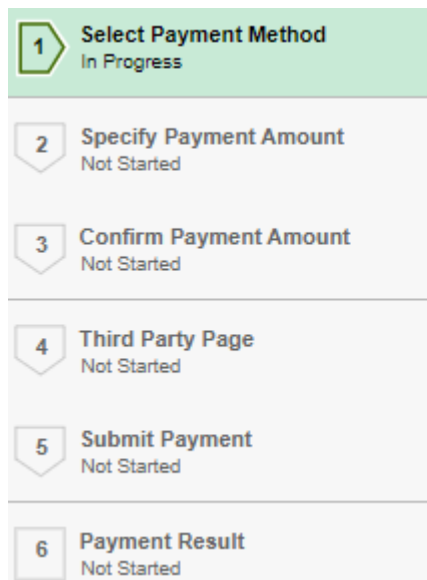 1
Select Payment Method
In Progress
2
Specify Payment Amount
Not Started
3
Confirm Payment Amount
Not Started
4
Third Party Page
Not Started
5
Submit Payment
Not Started
6
Payment Result
Not Started